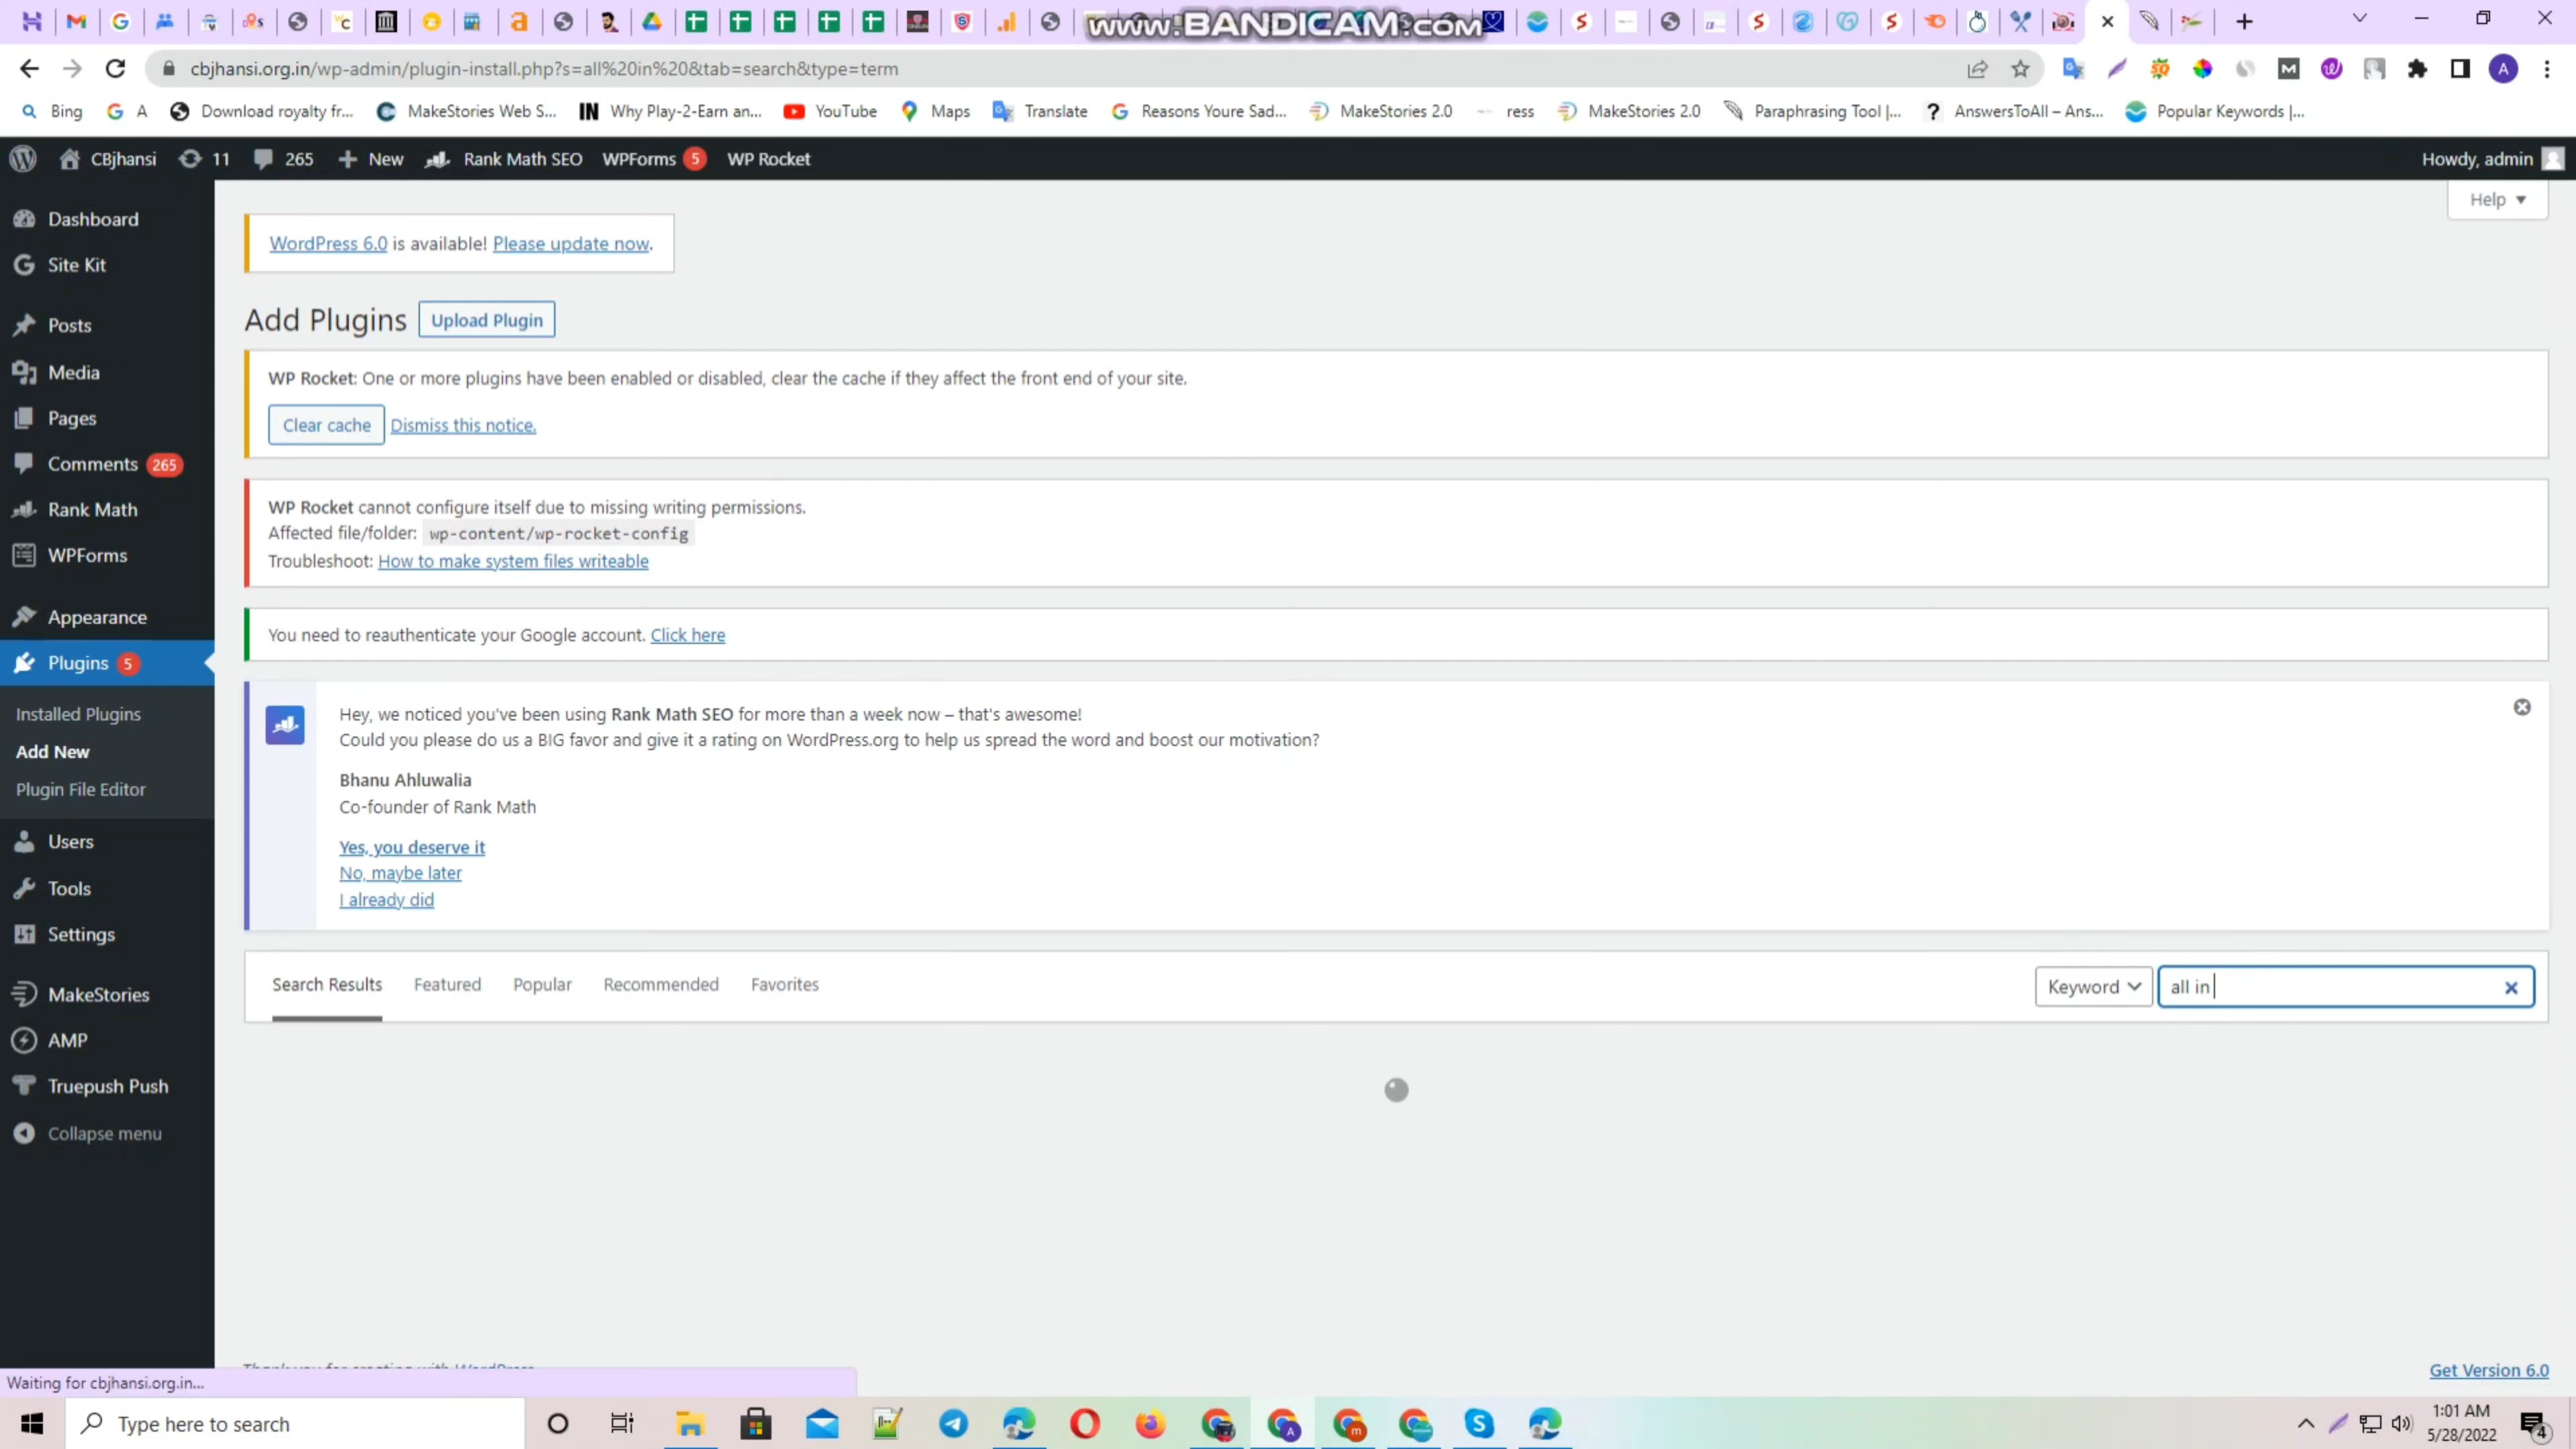 www.BANDICAM.com
cbjhansi.org.in/wp-admin/plugin-install.php?s=all%20in%20&tab=search&type=term
A
Bing
A
Download royalty fr...
MakeStories Web S...
Why Play-2-Earn an...
YouTube
Maps
Translate
Reasons Youre Sad...
MakeStories 2.0
ress
MakeStories 2.0
Paraphrasing Tool |...
AnswersToAll – Ans...
Popular Keywords |...
CBjhansi
11
265
New
Rank Math SEO
WPForms 5
WP Rocket
Howdy, admin
Help
Dashboard
Site Kit
Posts
Media
Pages
Comments 265
Rank Math
WPForms
Appearance
Plugins 5
Installed Plugins
Add New
Plugin File Editor
Users
Tools
Settings
MakeStories
AMP
Truepush Push
Collapse menu
WordPress 6.0 is available! Please update now.
Add Plugins
Upload Plugin
WP Rocket: One or more plugins have been enabled or disabled, clear the cache if they affect the front end of your site.
Clear cache
Dismiss this notice.
WP Rocket cannot configure itself due to missing writing permissions.
Affected file/folder: wp-content/wp-rocket-config
Troubleshoot: How to make system files writeable
You need to reauthenticate your Google account. Click here
Hey, we noticed you've been using Rank Math SEO for more than a week now – that's awesome!
Could you please do us a BIG favor and give it a rating on WordPress.org to help us spread the word and boost our motivation?
Bhanu Ahluwalia
Co-founder of Rank Math
Yes, you deserve it
No, maybe later
I already did
Search Results
Featured
Popular
Recommended
Favorites
Keyword
all in
Get Version 6.0
Waiting for cbjhansi.org.in...
Type here to search
1:01 AM
5/28/2022
4